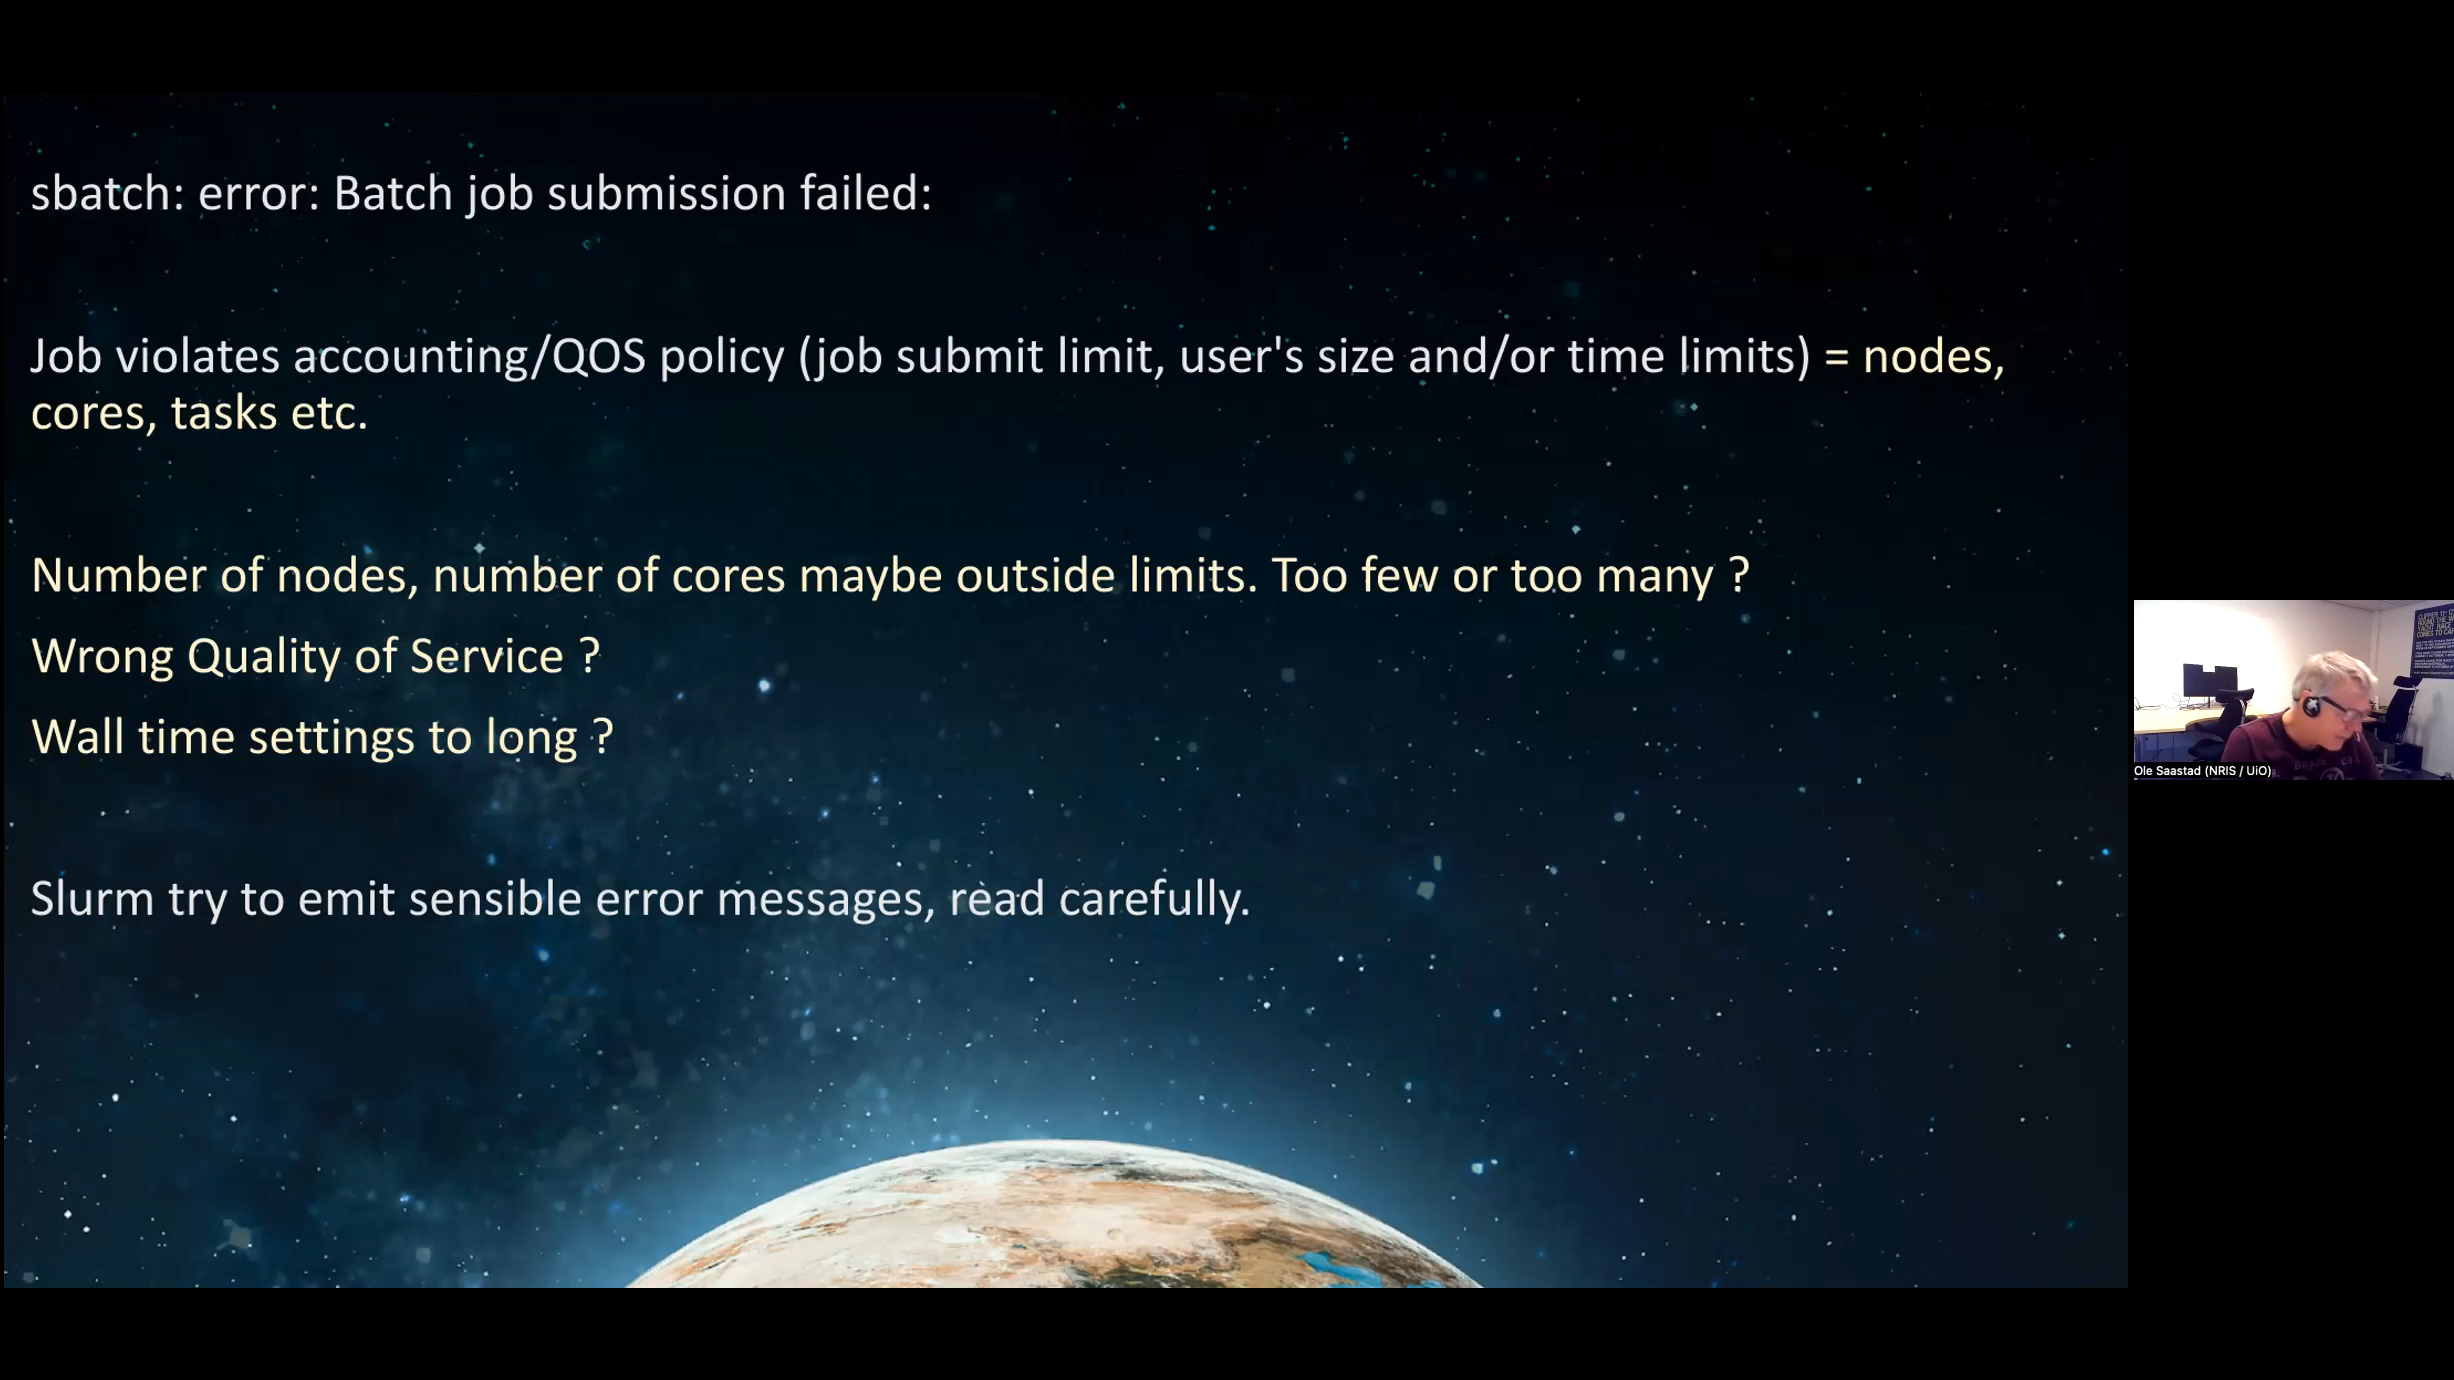 sbatch: error: Batch job submission failed:
Job violates accounting/QOS policy (job submit limit, user's size and/or time limits) = nodes,
cores, tasks etc.
Number of nodes, number of cores maybe outside limits. Too few or too many ?
Wrong Quality of Service ?
Wall time settings to long ?
Slurm try to emit sensible error messages, read carefully.
Ole Saastad (NRIS / UiO)